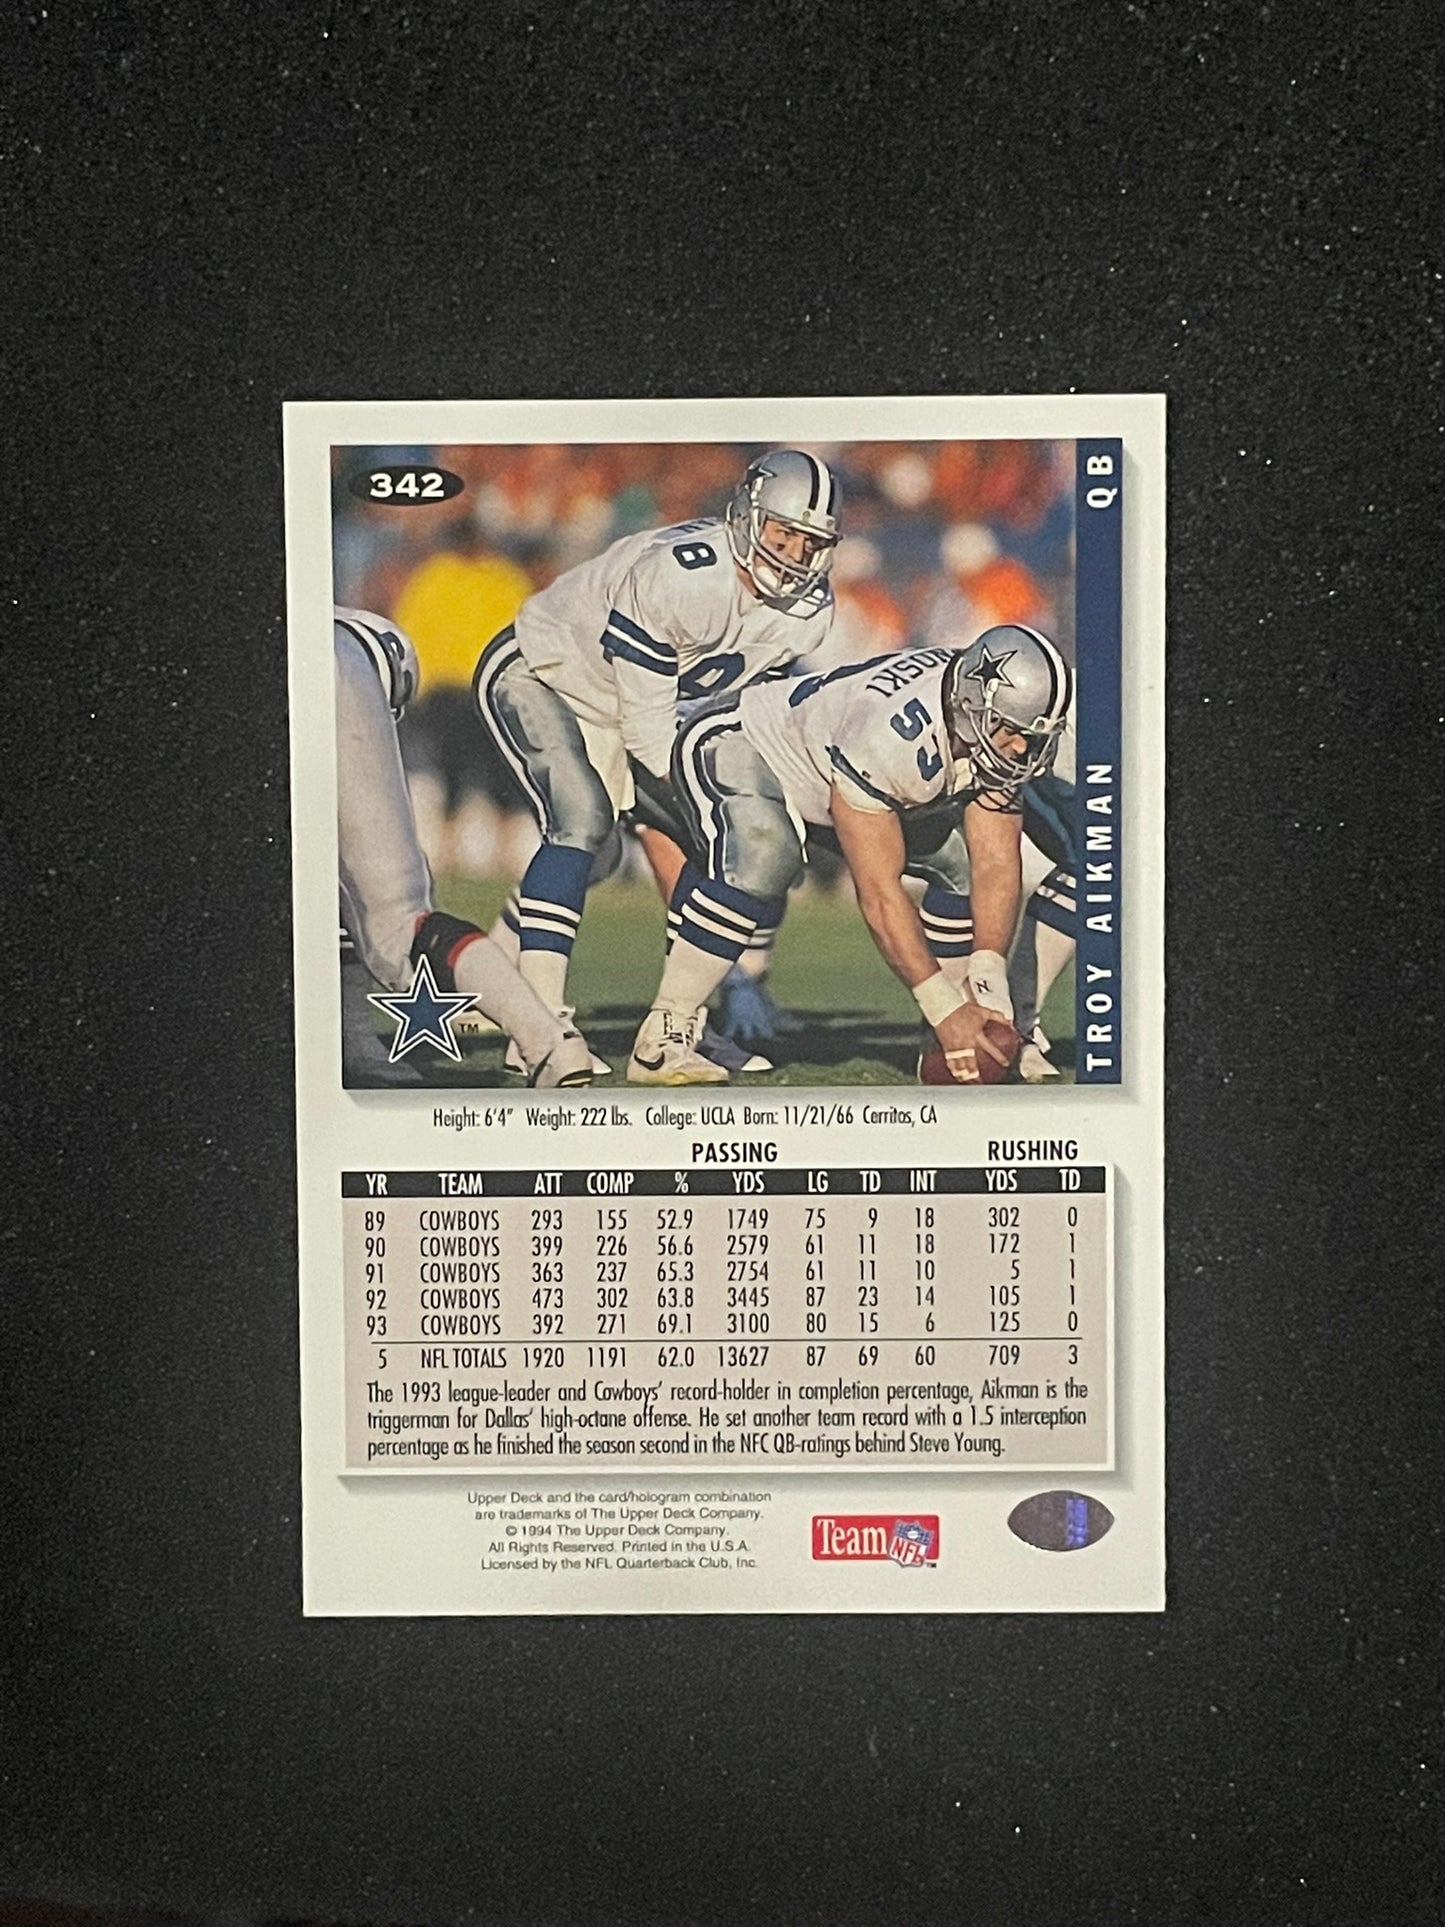 342
QB
TROY AIKMAN
8
8
NOSKI
53
N
TM
Height: 6'4" Weight: 222 lbs. College: UCLA Born: 11/21/66 Cerritos, CA
PASSING RUSHING
YR TEAM ATT COMP % YDS LG TD INT YDS TD
89 COWBOYS 293 155 52.9 1749 75 9 18 302 0
90 COWBOYS 399 226 56.6 2579 61 11 18 172 1
91 COWBOYS 363 237 65.3 2754 61 11 10 5 1
92 COWBOYS 473 302 63.8 3445 87 23 14 105 1
93 COWBOYS 392 271 69.1 3100 80 15 6 125 0
5 NFL TOTALS 1920 1191 62.0 13627 87 69 60 709 3
The 1993 league-leader and Cowboys' record-holder in completion percentage, Aikman is the
triggerman for Dallas' high-octane offense. He set another team record with a 1.5 interception
percentage as he finished the season second in the NFC QB-ratings behind Steve Young.
Upper Deck and the card/hologram combination
are trademarks of The Upper Deck Company.
© 1994 The Upper Deck Company.
All Rights Reserved. Printed in the U.S.A.
Licensed by the NFL Quarterback Club, Inc.
Team NFL